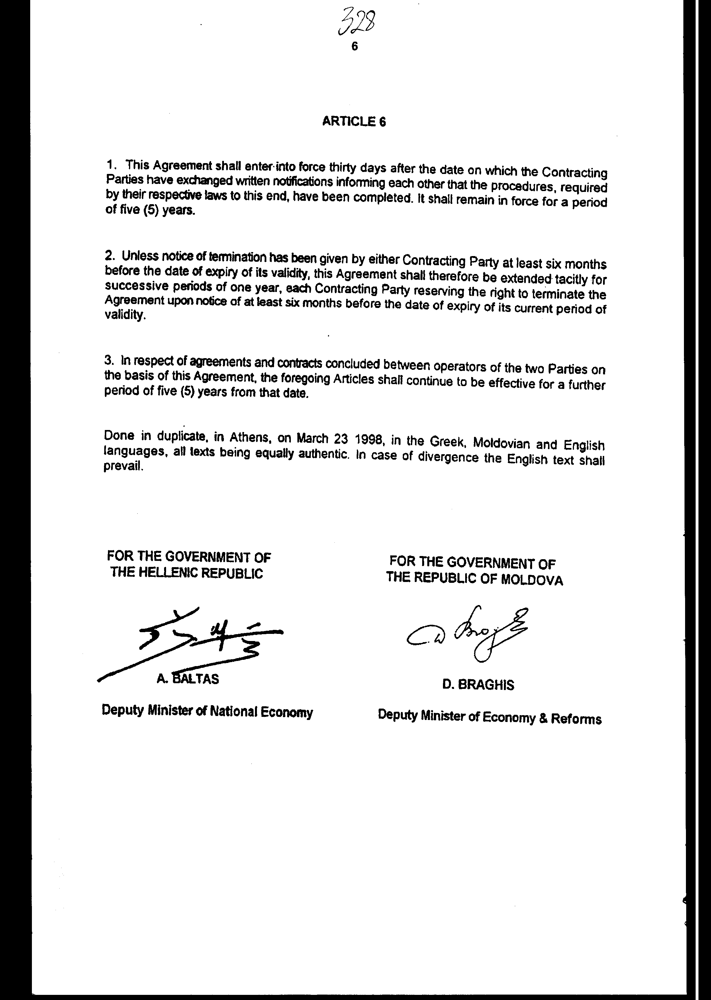 328
6
ARTICLE 6
1. This Agreement shall enter into force thirty days after the date on which the Contracting
Parties have exchanged written notifications informing each other that the procedures, required
by their respective laws to this end, have been completed. It shall remain in force for a period
of five (5) years.
2. Unless notice of termination has been given by either Contracting Party at least six months
before the date of expiry of its validity, this Agreement shall therefore be extended tacitly for
successive periods of one year, each Contracting Party reserving the right to terminate the
Agreement upon notice of at least six months before the date of expiry of its current period of
validity.
3. In respect of agreements and contracts concluded between operators of the two Parties on
the basis of this Agreement, the foregoing Articles shall continue to be effective for a further
period of five (5) years from that date.
Done in duplicate, in Athens, on March 23 1998, in the Greek, Moldovian and English
languages, all texts being equally authentic. In case of divergence the English text shall
prevail.
FOR THE GOVERNMENT OF
THE HELLENIC REPUBLIC
A. BALTAS
Deputy Minister of National Economy
FOR THE GOVERNMENT OF
THE REPUBLIC OF MOLDOVA
D. BRAGHIS
Deputy Minister of Economy & Reforms